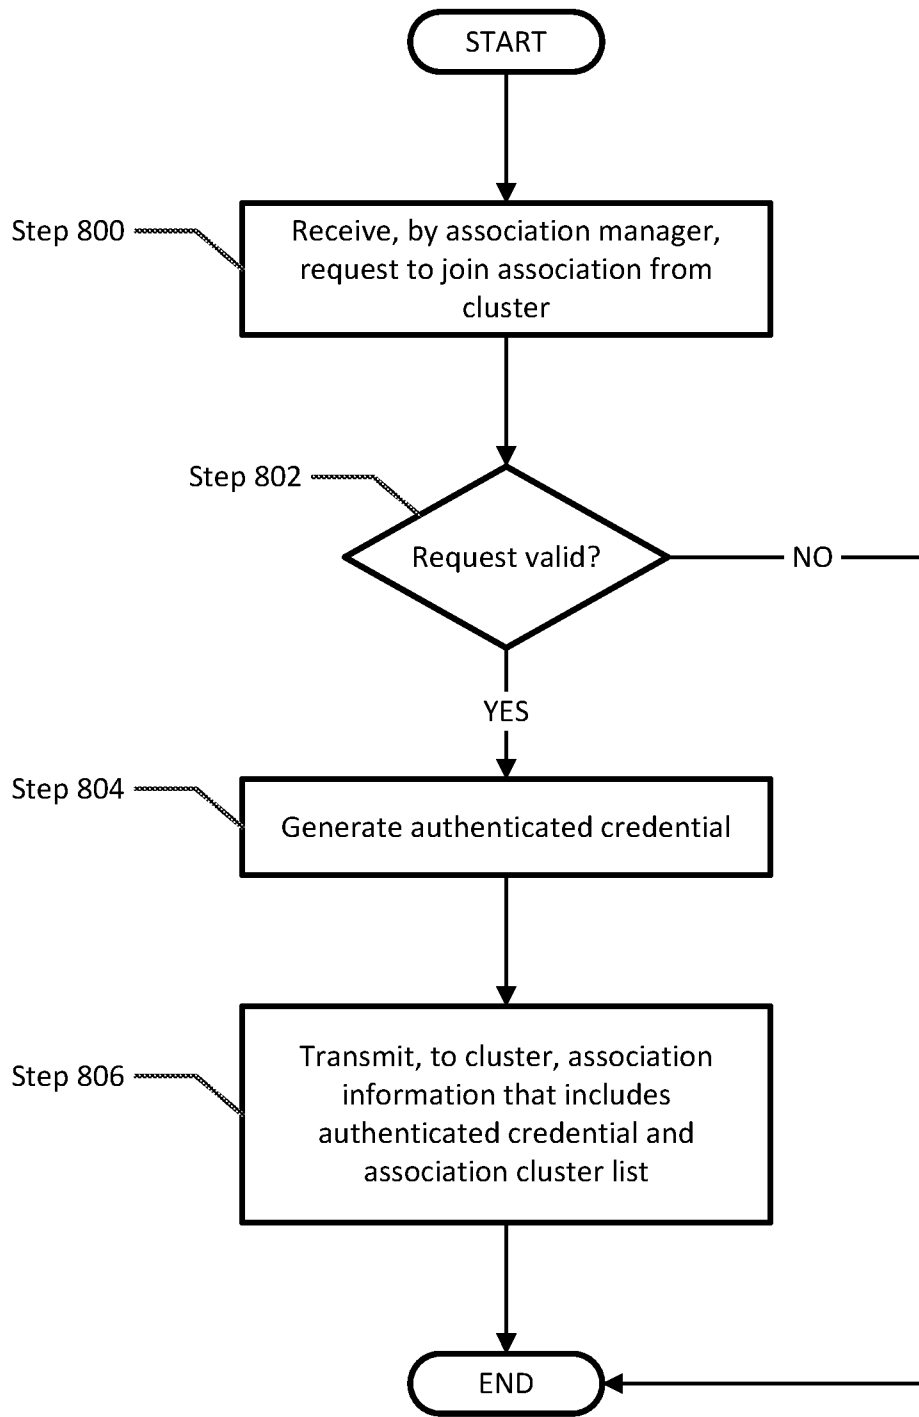 START
Step 800
Receive, by association manager,
request to join association from
cluster
Step 802
Request valid?
NO
YES
Step 804
Generate authenticated credential
Step 806
Transmit, to cluster, association
information that includes
authenticated credential and
association cluster list
END